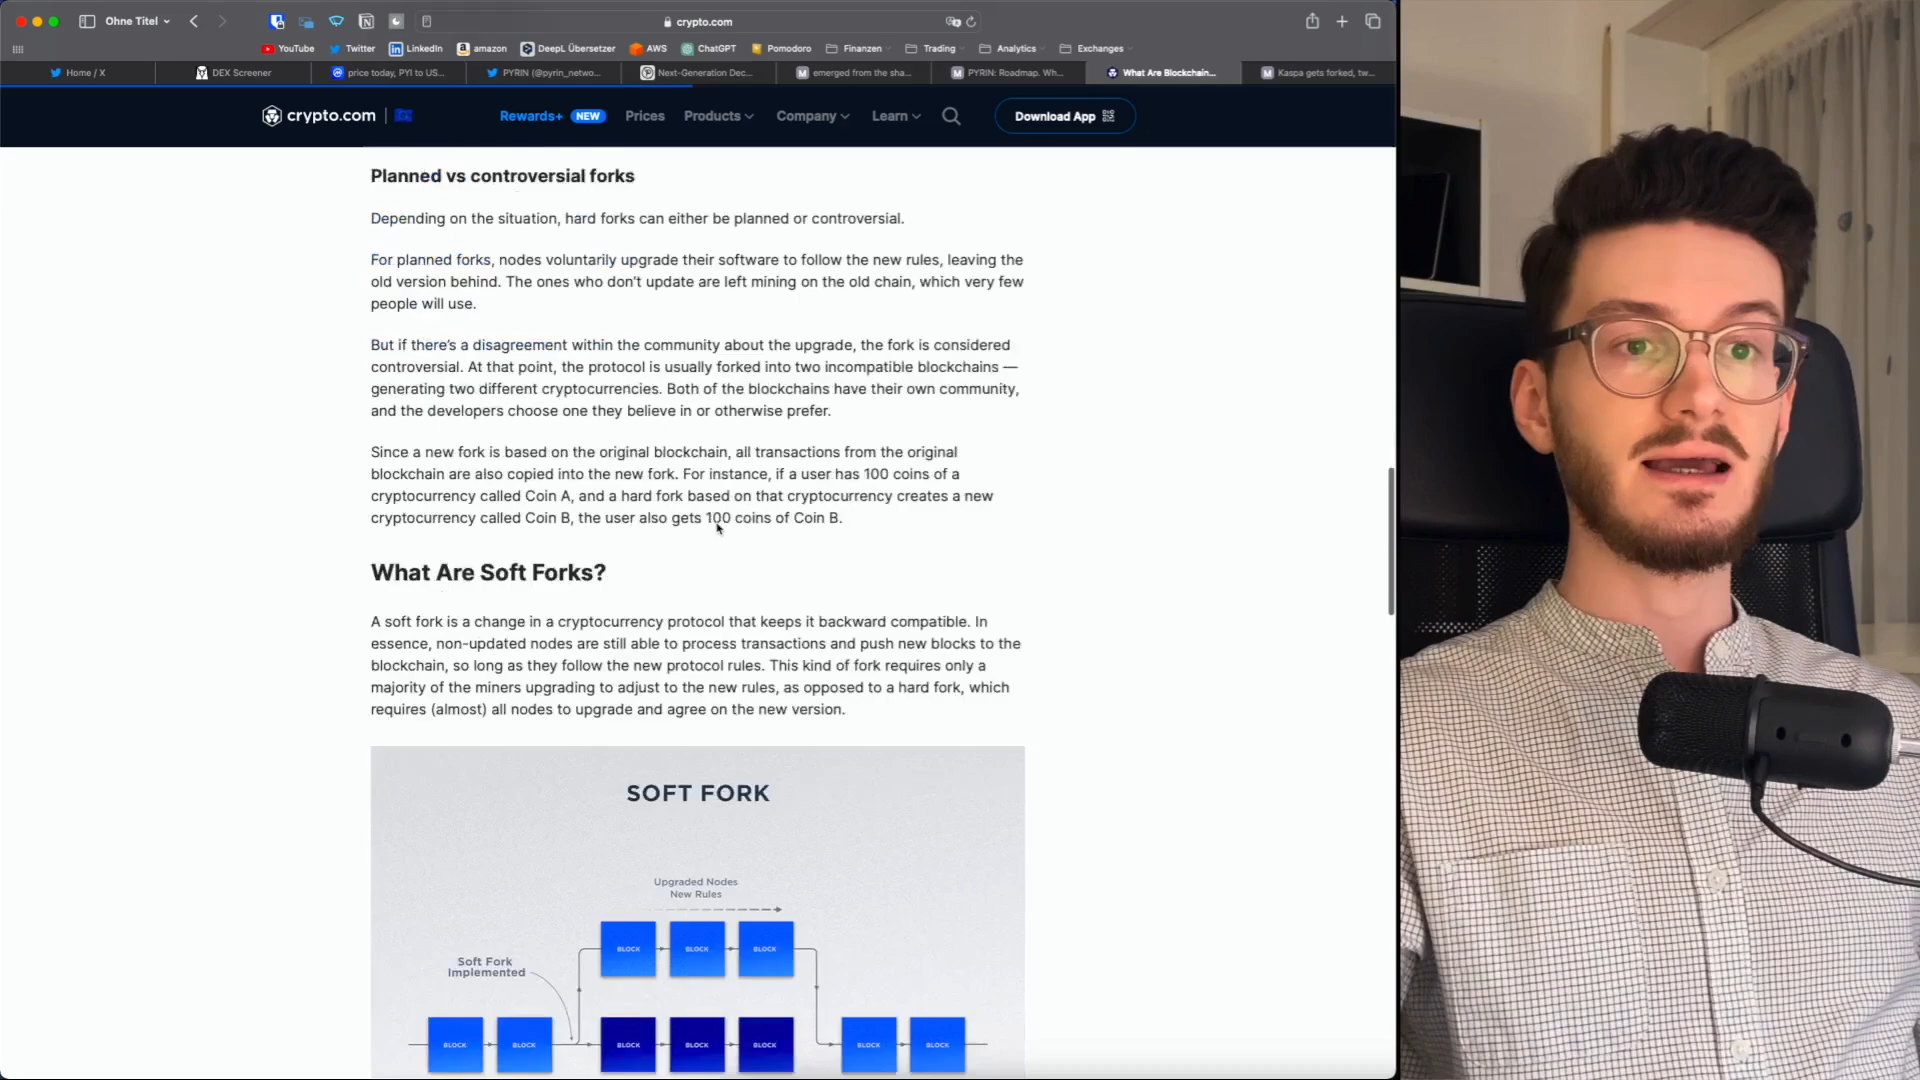 Ohne Titel
crypto.com
YouTube Twitter LinkedIn amazon DeepL Übersetzer AWS ChatGPT Pomodoro Finanzen Trading Analytics Exchanges
Home / X DEX Screener price today, PYI to US... PYRIN (@pyrin_netwo... Next-Generation Dec... emerged from the sha... PYRIN: Roadmap. Wh... What Are Blockchain... Kaspa gets forked, tw...
crypto.com Rewards+ NEW Prices Products Company Learn Download App
Planned vs controversial forks
Depending on the situation, hard forks can either be planned or controversial.
For planned forks, nodes voluntarily upgrade their software to follow the new rules, leaving the
old version behind. The ones who don't update are left mining on the old chain, which very few
people will use.
But if there's a disagreement within the community about the upgrade, the fork is considered
controversial. At that point, the protocol is usually forked into two incompatible blockchains —
generating two different cryptocurrencies. Both of the blockchains have their own community,
and the developers choose one they believe in or otherwise prefer.
Since a new fork is based on the original blockchain, all transactions from the original
blockchain are also copied into the new fork. For instance, if a user has 100 coins of a
cryptocurrency called Coin A, and a hard fork based on that cryptocurrency creates a new
cryptocurrency called Coin B, the user also gets 100 coins of Coin B.
What Are Soft Forks?
A soft fork is a change in a cryptocurrency protocol that keeps it backward compatible. In
essence, non-updated nodes are still able to process transactions and push new blocks to the
blockchain, so long as they follow the new protocol rules. This kind of fork requires only a
majority of the miners upgrading to adjust to the new rules, as opposed to a hard fork, which
requires (almost) all nodes to upgrade and agree on the new version.
SOFT FORK
Upgraded Nodes
New Rules
BLOCK BLOCK BLOCK
Soft Fork
Implemented
BLOCK BLOCK BLOCK BLOCK BLOCK BLOCK BLOCK